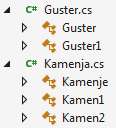 C# Guster.cs
Guster
Guster1
C# Kamenja.cs
Kamenje
Kamen1
Kamen2